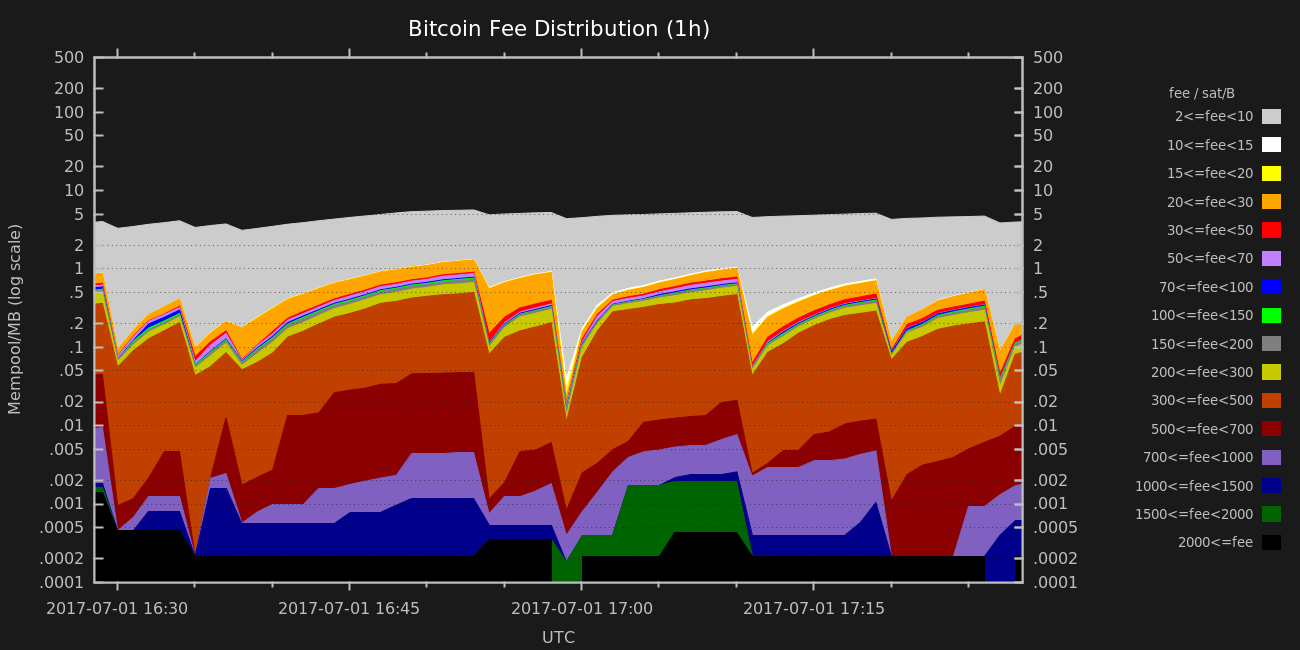 Bitcoin Fee Distribution (1h)
500
200
100
50
20
10
5
2
1
.5
.2
.1
.05
.02
.01
.005
.002
.001
.0005
.0002
.0001
Mempool/MB (log scale)
500
200
100
50
20
10
5
2
1
.5
.2
.1
.05
.02
.01
.005
.002
.001
.0005
.0002
.0001
2017-07-01 16:30
2017-07-01 16:45
2017-07-01 17:00
2017-07-01 17:15
UTC
fee / sat/B
2<=fee<10
10<=fee<15
15<=fee<20
20<=fee<30
30<=fee<50
50<=fee<70
70<=fee<100
100<=fee<150
150<=fee<200
200<=fee<300
300<=fee<500
500<=fee<700
700<=fee<1000
1000<=fee<1500
1500<=fee<2000
2000<=fee